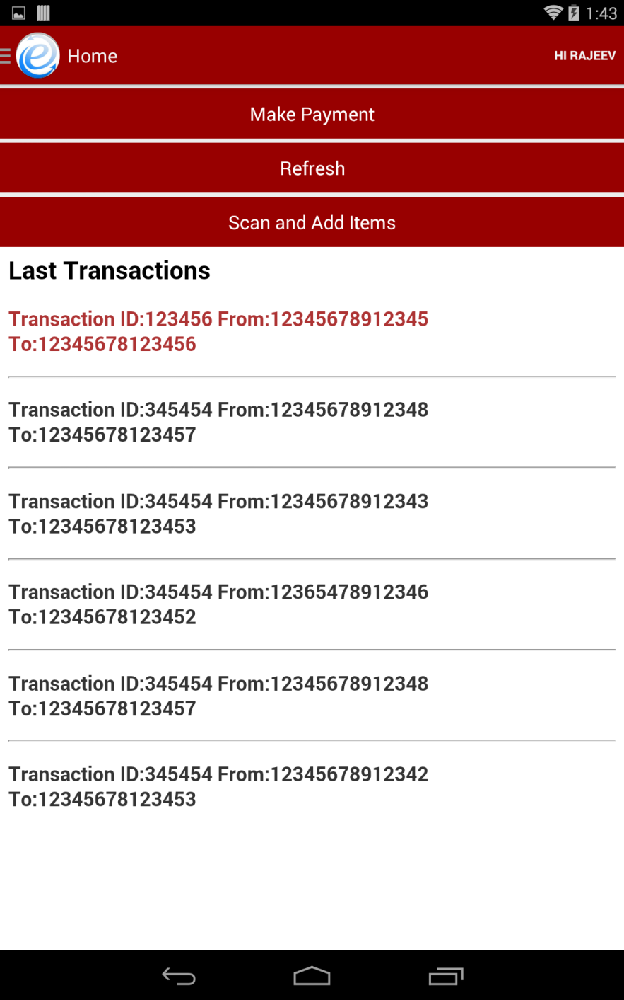 1:43
Home
HI RAJEEV
Make Payment
Refresh
Scan and Add Items
Last Transactions
Transaction ID:123456 From:12345678912345
To:12345678123456
Transaction ID:345454 From:12345678912348
To:12345678123457
Transaction ID:345454 From:12345678912343
To:12345678123453
Transaction ID:345454 From:12365478912346
To:12345678123452
Transaction ID:345454 From:12345678912348
To:12345678123457
Transaction ID:345454 From:12345678912342
To:12345678123453